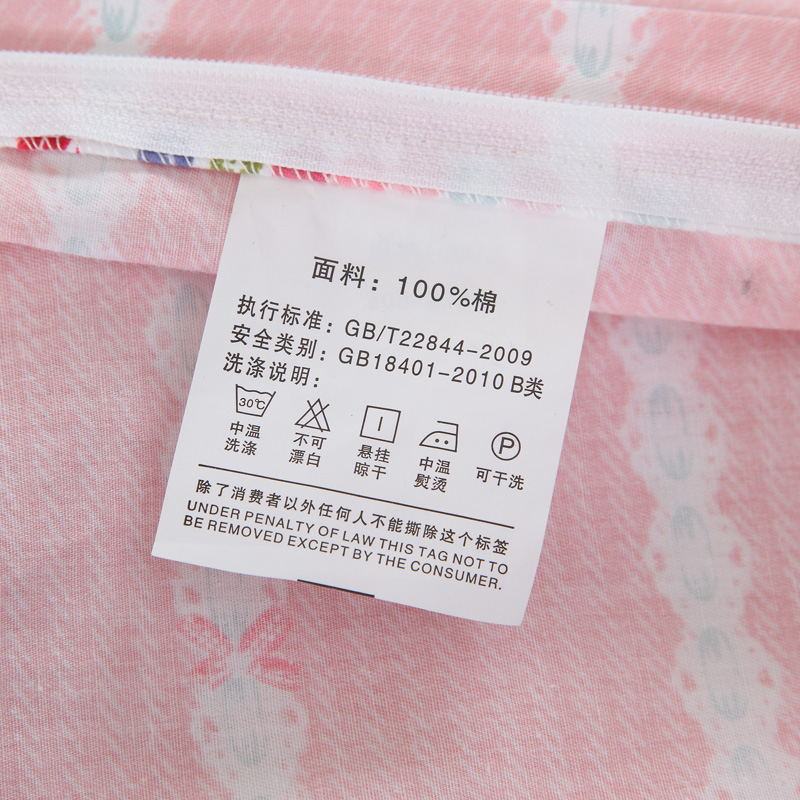 面料：100%棉
执行标准：GB/T22844-2009
安全类别：GB18401-2010 B类
洗涤说明：
30℃
P
中温 不可 悬挂 中温 可干洗
洗涤 漂白 晾干 熨烫
除了消费者以外任何人不能撕除这个标签
UNDER PENALTY OF LAW THIS TAG NOT TO
BE REMOVED EXCEPT BY THE CONSUMER.